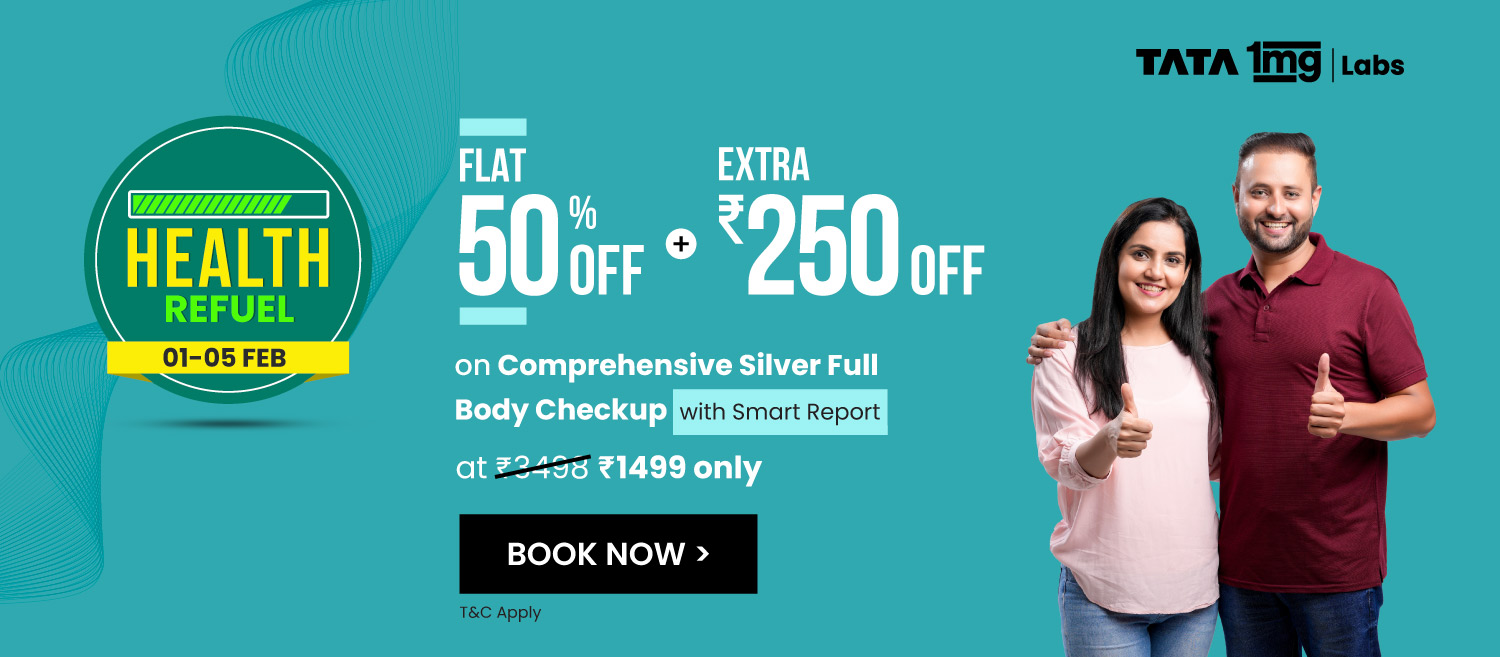 TATA 1mg | Labs
HEALTH
REFUEL
01-05 FEB
FLAT
50% OFF
+
EXTRA
₹250 OFF
on Comprehensive Silver Full
Body Checkup with Smart Report
at ₹3498 ₹1499 only
BOOK NOW >
T&C Apply